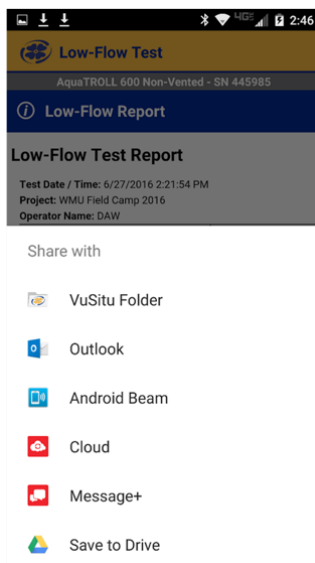 4GE 2:46
Low-Flow Test
AquaTROLL 600 Non-Vented - SN 445985
Low-Flow Report
Low-Flow Test Report
Test Date / Time: 6/27/2016 2:21:54 PM
Project: WMU Field Camp 2016
Operator Name: DAW
Share with
VuSitu Folder
Outlook
Android Beam
Cloud
Message+
Save to Drive